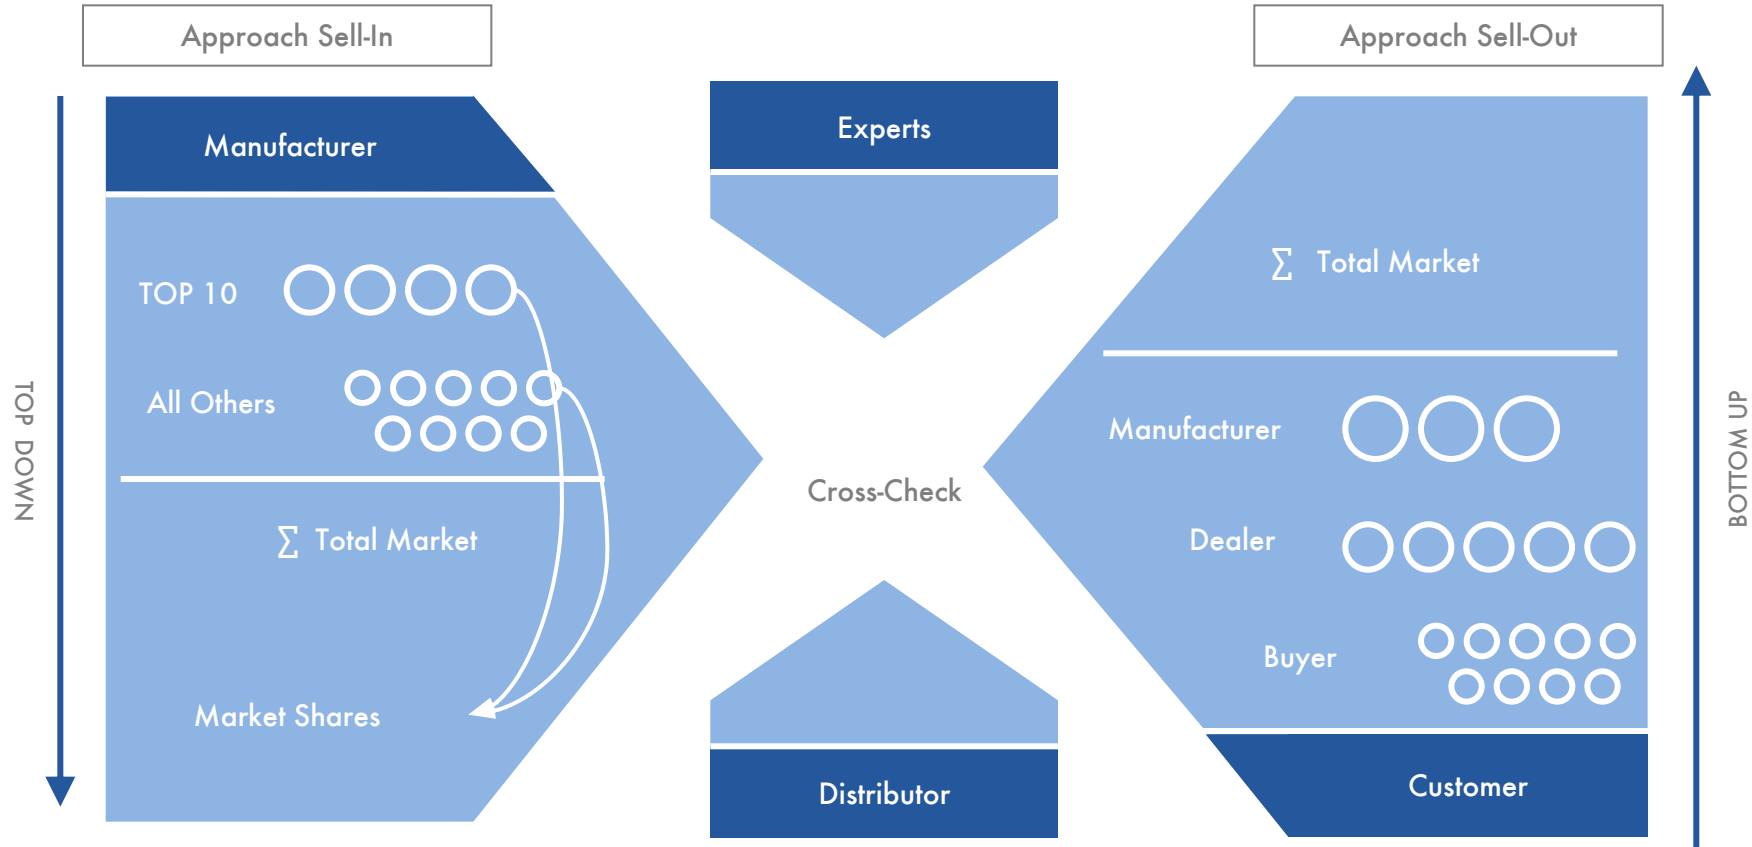 Approach Sell-In
Approach Sell-Out
Manufacturer
TOP 10
All Others
∑ Total Market
Market Shares
TOP DOWN
Experts
Cross-Check
Distributor
∑ Total Market
Manufacturer
Dealer
Buyer
Customer
BOTTOM UP